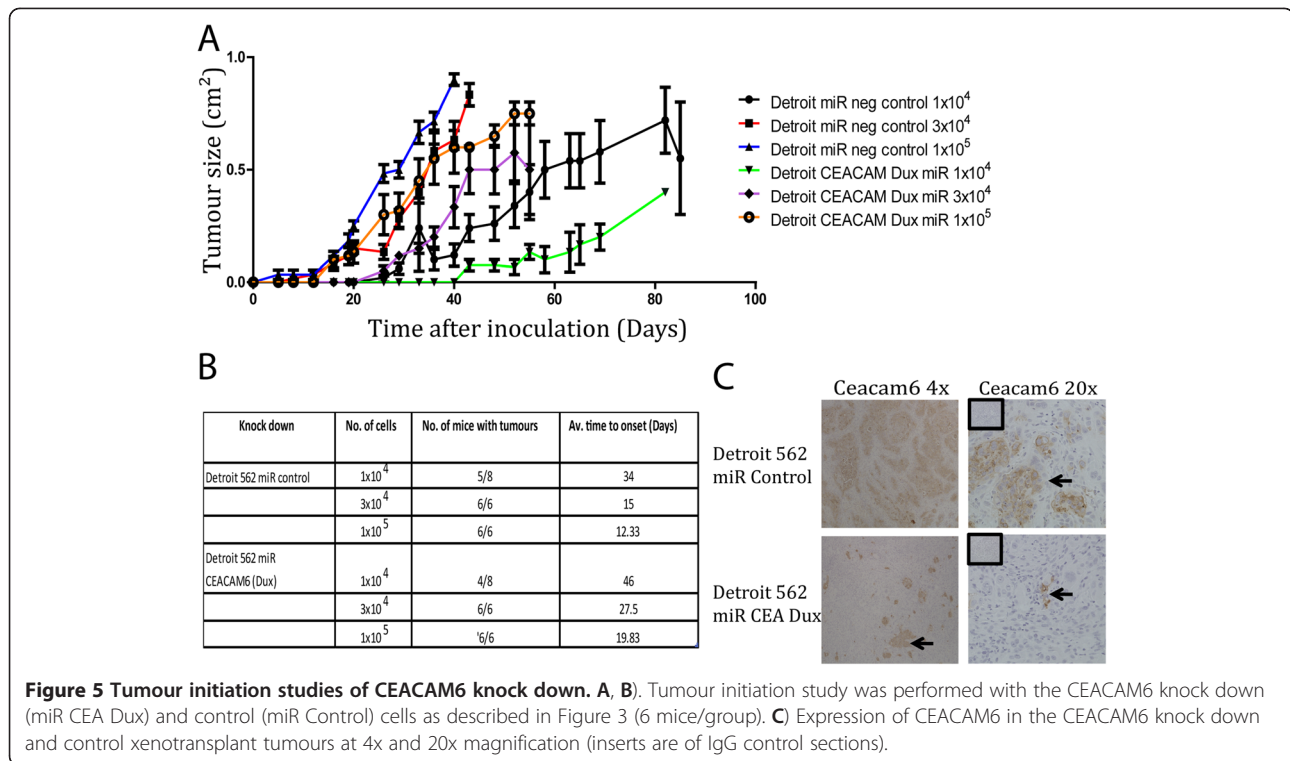 A
Tumour size (cm²)
1.0
0.5
0.0
0 20 40 60 80 100
Time after inoculation (Days)
Detroit miR neg control 1x10⁴
Detroit miR neg control 3x10⁴
Detroit miR neg control 1x10⁵
Detroit CEACAM Dux miR 1x10⁴
Detroit CEACAM Dux miR 3x10⁴
Detroit CEACAM Dux miR 1x10⁵
B
Knock down No. of cells No. of mice with tumours Av. time to onset (Days)
Detroit 562 miR control 1x10⁴ 5/8 34
3x10⁴ 6/6 15
1x10⁵ 6/6 12.33
Detroit 562 miR
CEACAM6 (Dux) 1x10⁴ 4/8 46
3x10⁴ 6/6 27.5
1x10⁵ '6/6 19.83
C
Ceacam6 4x Ceacam6 20x
Detroit 562
miR Control
Detroit 562
miR CEA Dux
Figure 5 Tumour initiation studies of CEACAM6 knock down. A, B). Tumour initiation study was performed with the CEACAM6 knock down
(miR CEA Dux) and control (miR Control) cells as described in Figure 3 (6 mice/group). C) Expression of CEACAM6 in the CEACAM6 knock down
and control xenotransplant tumours at 4x and 20x magnification (inserts are of IgG control sections).